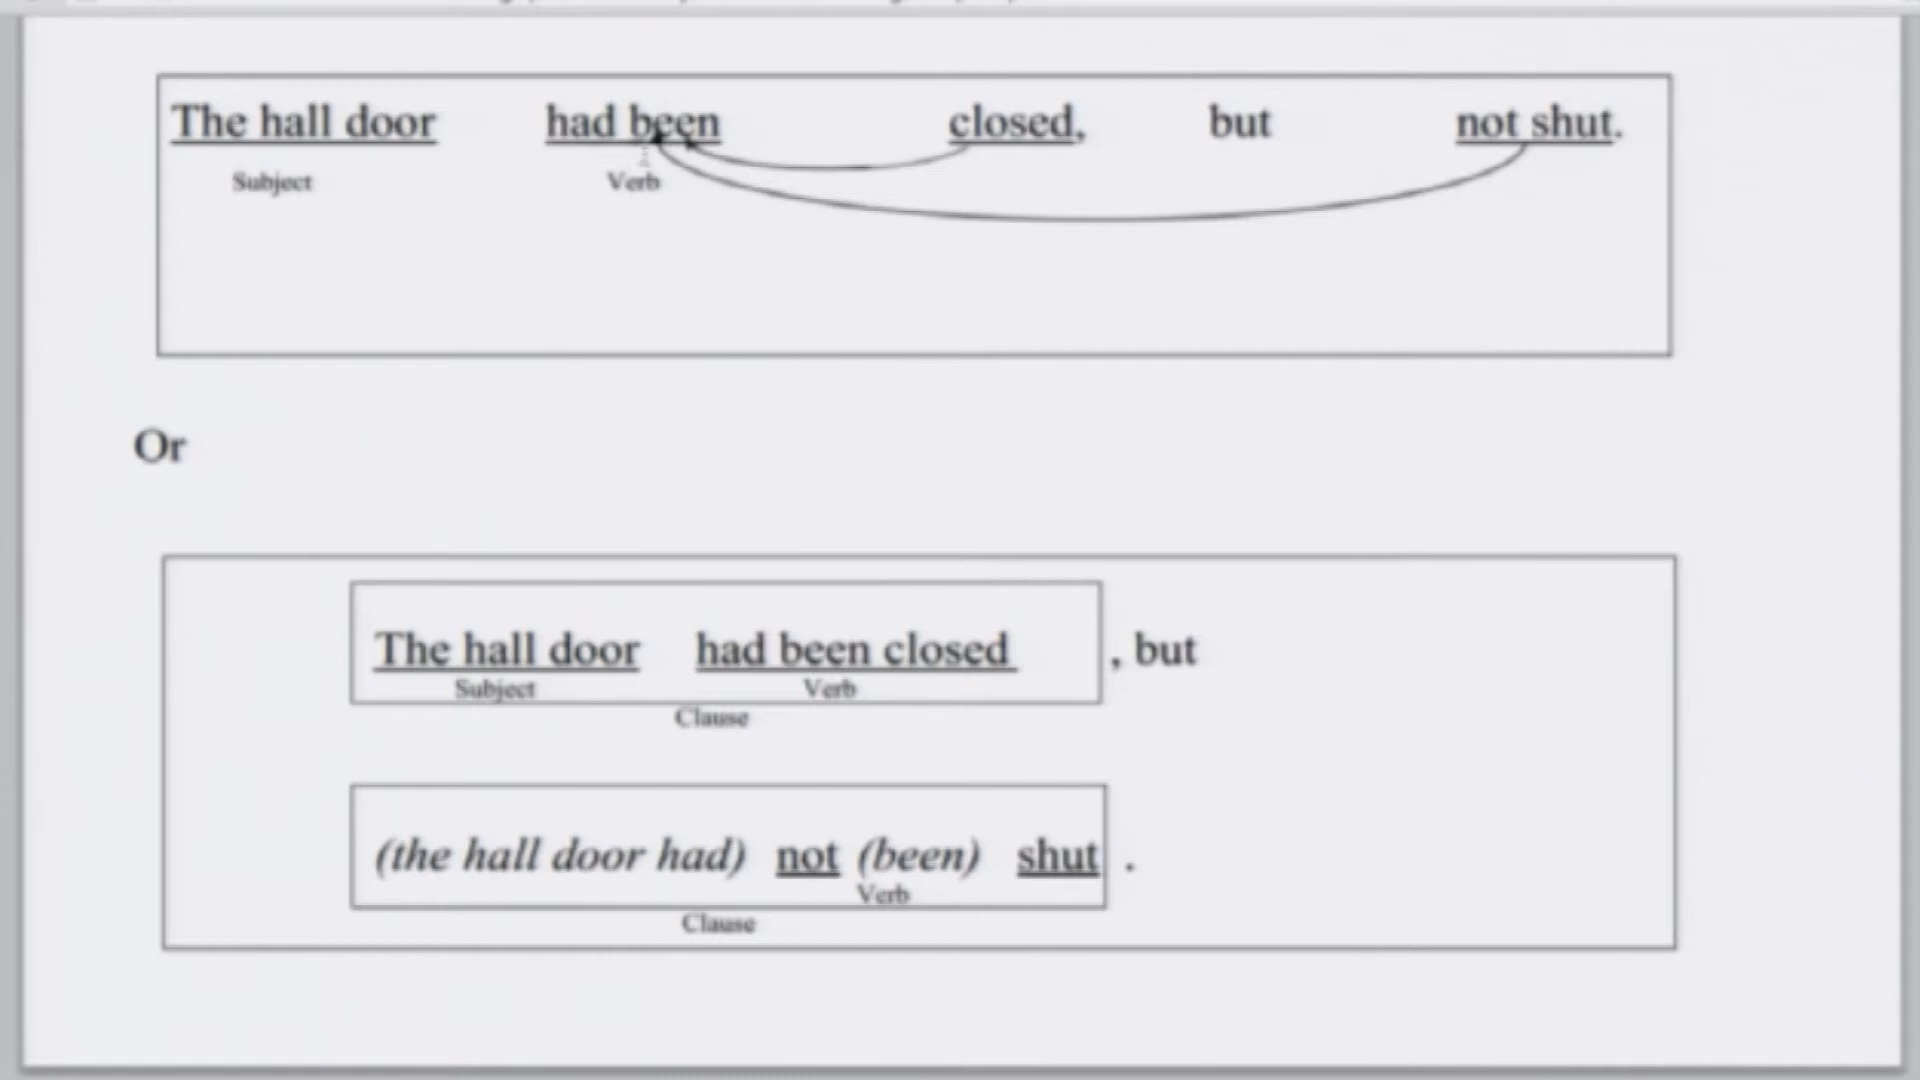 The hall door had been closed, but not shut.
Subject Verb
Or
The hall door had been closed , but
Subject Verb
Clause
(the hall door had) not (been) shut .
Verb
Clause